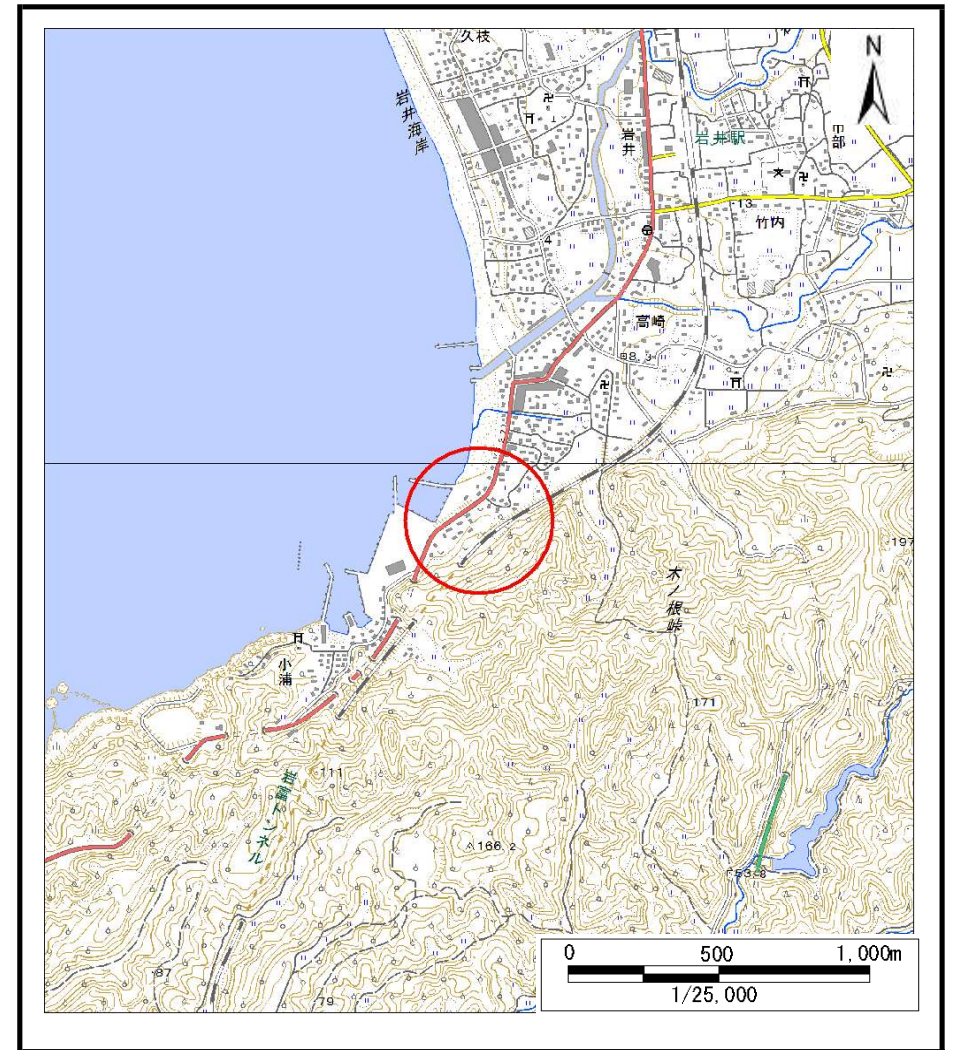 久枝
N
岩井海岸
岩井
岩井駅
13
竹内
4
高崎
8.3
197
木ノ根峠
小浦
171
111
岩富トンネル
166.2
53.8
87
79
0 500 1,000m
1/25,000